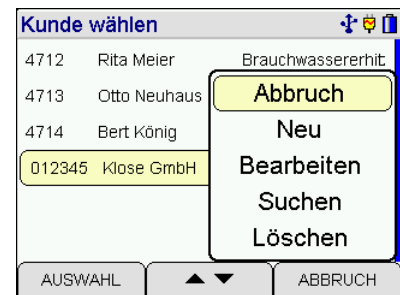 Kunde wählen
4712 Rita Meier Brauchwassererhit
4713 Otto Neuhaus
4714 Bert König
012345 Klose GmbH
Abbruch
Neu
Bearbeiten
Suchen
Löschen
AUSWAHL ABBRUCH